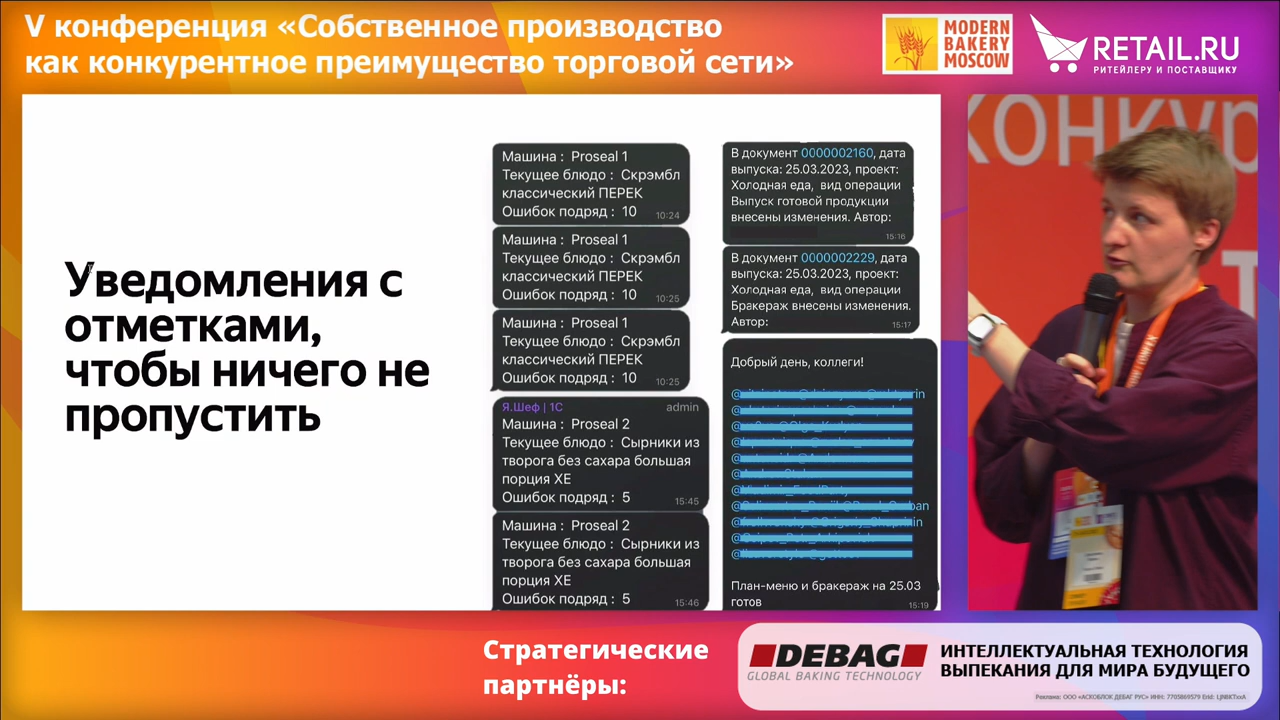 V конференция «Собственное производство
как конкурентное преимущество торговой сети»
MODERN
BAKERY
MOSCOW
RETAIL.RU
РИТЕЙЛЕРУ И ПОСТАВЩИКУ
Уведомления с
отметками,
чтобы ничего не
пропустить
Машина : Proseal 1
Текущее блюдо : Скрэмбл
классический ПЕРЕК
Ошибок подряд : 10
10:24
Машина : Proseal 1
Текущее блюдо : Скрэмбл
классический ПЕРЕК
Ошибок подряд : 10
10:25
Машина : Proseal 1
Текущее блюдо : Скрэмбл
классический ПЕРЕК
Ошибок подряд : 10
10:25
Я.Шеф | 1С admin
Машина : Proseal 2
Текущее блюдо : Сырники из
творога без сахара большая
порция ХЕ
Ошибок подряд : 5
15:45
Машина : Proseal 2
Текущее блюдо : Сырники из
творога без сахара большая
порция ХЕ
Ошибок подряд : 5
15:46
В документ 0000002160, дата
выпуска: 25.03.2023, проект:
Холодная еда, вид операции
Выпуск готовой продукции
внесены изменения. Автор:
15:16
В документ 0000002229, дата
выпуска: 25.03.2023, проект:
Холодная еда, вид операции
Бракераж внесены изменения.
Автор:
15:17
Добрый день, коллеги!
План-меню и бракераж на 25.03
готов
15:19
конкур
Стратегические
партнёры:
DEBAG
GLOBAL BAKING TECHNOLOGY
ИНТЕЛЛЕКТУАЛЬНАЯ ТЕХНОЛОГИЯ
ВЫПЕКАНИЯ ДЛЯ МИРА БУДУЩЕГО